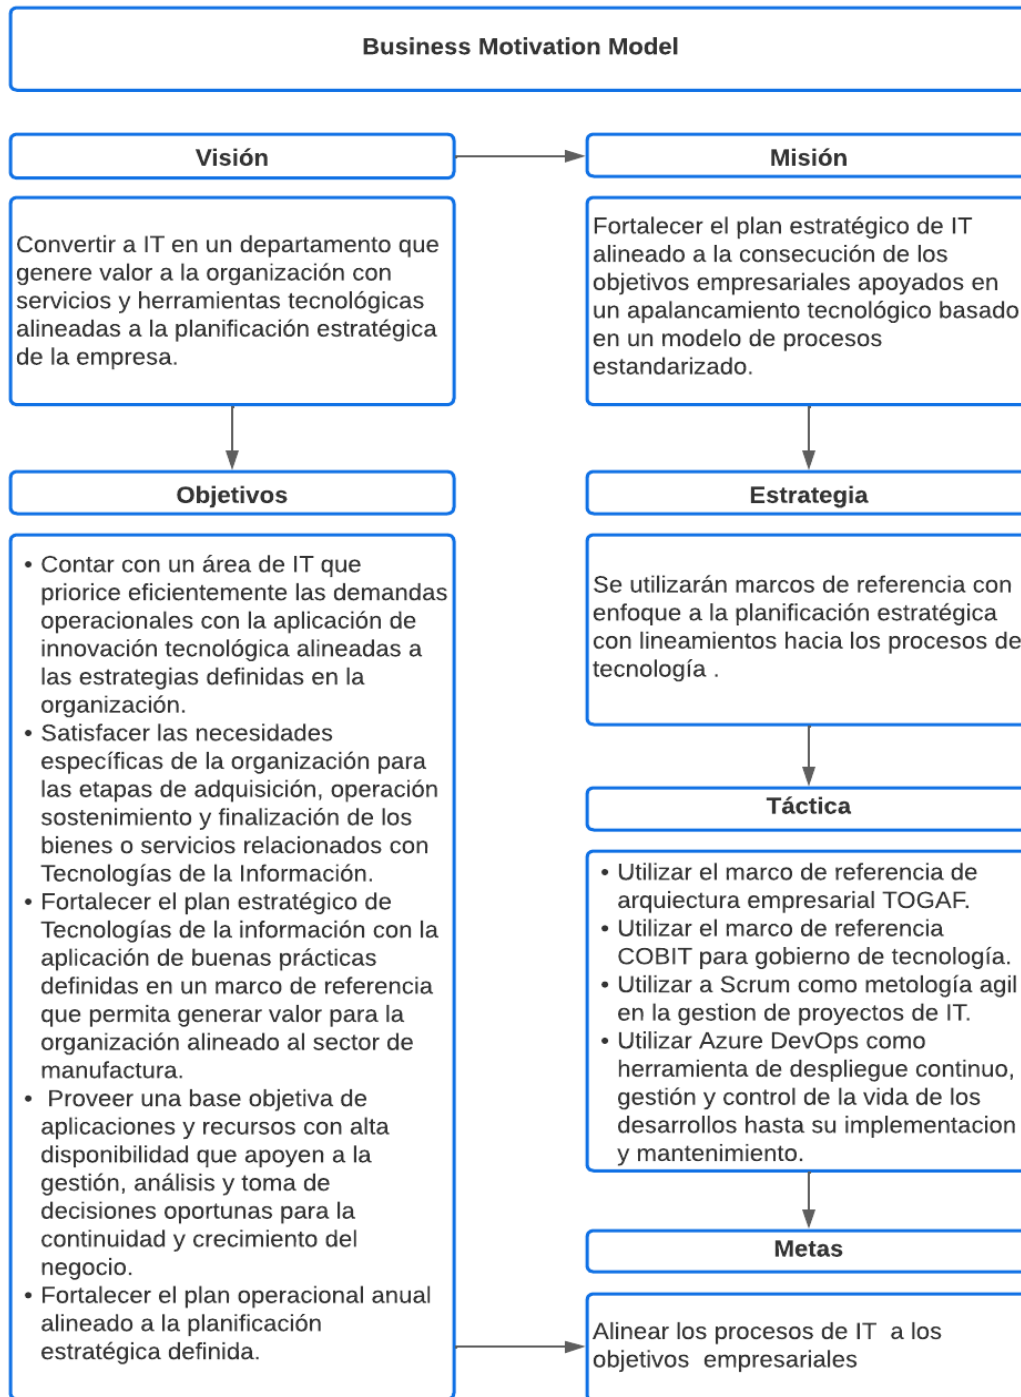 Business Motivation Model
Visión
Convertir a IT en un departamento que
genere valor a la organización con
servicios y herramientas tecnológicas
alineadas a la planificación estratégica
de la empresa.
Objetivos
• Contar con un área de IT que
priorice eficientemente las demandas
operacionales con la aplicación de
innovación tecnológica alineadas a
las estrategias definidas en la
organización.
• Satisfacer las necesidades
específicas de la organización para
las etapas de adquisición, operación
sostenimiento y finalización de los
bienes o servicios relacionados con
Tecnologías de la Información.
• Fortalecer el plan estratégico de
Tecnologías de la información con la
aplicación de buenas prácticas
definidas en un marco de referencia
que permita generar valor para la
organización alineado al sector de
manufactura.
• Proveer una base objetiva de
aplicaciones y recursos con alta
disponibilidad que apoyen a la
gestión, análisis y toma de
decisiones oportunas para la
continuidad y crecimiento del
negocio.
• Fortalecer el plan operacional anual
alineado a la planificación
estratégica definida.
Misión
Fortalecer el plan estratégico de IT
alineado a la consecución de los
objetivos empresariales apoyados en
un apalancamiento tecnológico basado
en un modelo de procesos
estandarizado.
Estrategia
Se utilizarán marcos de referencia con
enfoque a la planificación estratégica
con lineamientos hacia los procesos de
tecnología .
Táctica
• Utilizar el marco de referencia de
arquiectura empresarial TOGAF.
• Utilizar el marco de referencia
COBIT para gobierno de tecnología.
• Utilizar a Scrum como metología agil
en la gestion de proyectos de IT.
• Utilizar Azure DevOps como
herramienta de despliegue continuo,
gestión y control de la vida de los
desarrollos hasta su implementacion
y mantenimiento.
Metas
Alinear los procesos de IT a los
objetivos empresariales